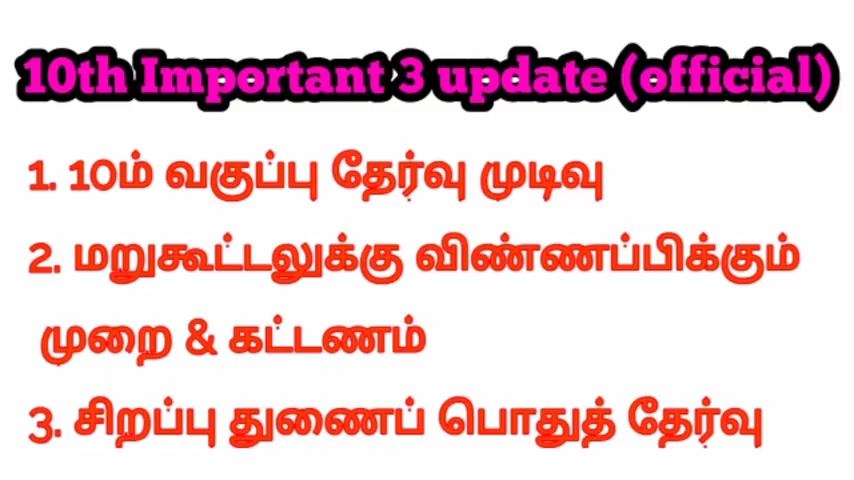 10th Important 3 update (official)
1. 10ம் வகுப்பு தேர்வு முடிவு
2. மறுகூட்டலுக்கு விண்ணப்பிக்கும்
முறை & கட்டணம்
3. சிறப்பு துணைப் பொதுத் தேர்வு